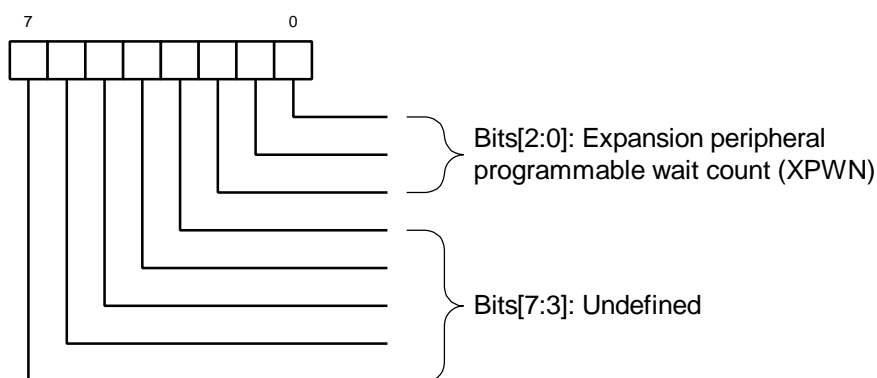 7 0
Bits[2:0]: Expansion peripheral
programmable wait count (XPWN)
Bits[7:3]: Undefined